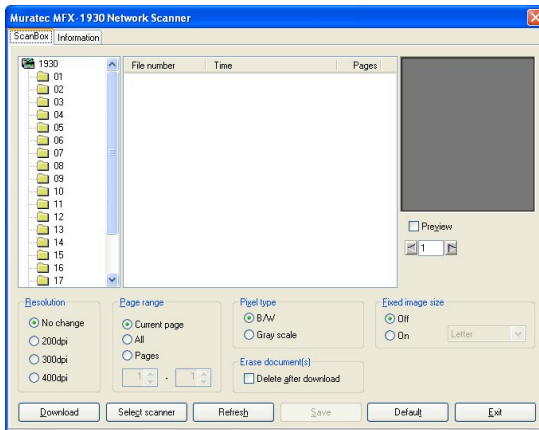 Muratec MFX-1930 Network Scanner
ScanBox Information
1930
01
02
03
04
05
06
07
08
09
10
11
12
13
14
15
16
17
File number Time Pages
Preview
1
Resolution
No change
200dpi
300dpi
400dpi
Page range
Current page
All
Pages
1 - 1
Pixel type
B/W
Gray scale
Erase document(s)
Delete after download
Fixed image size
Off
On Letter
Download Select scanner Refresh Save Default Exit